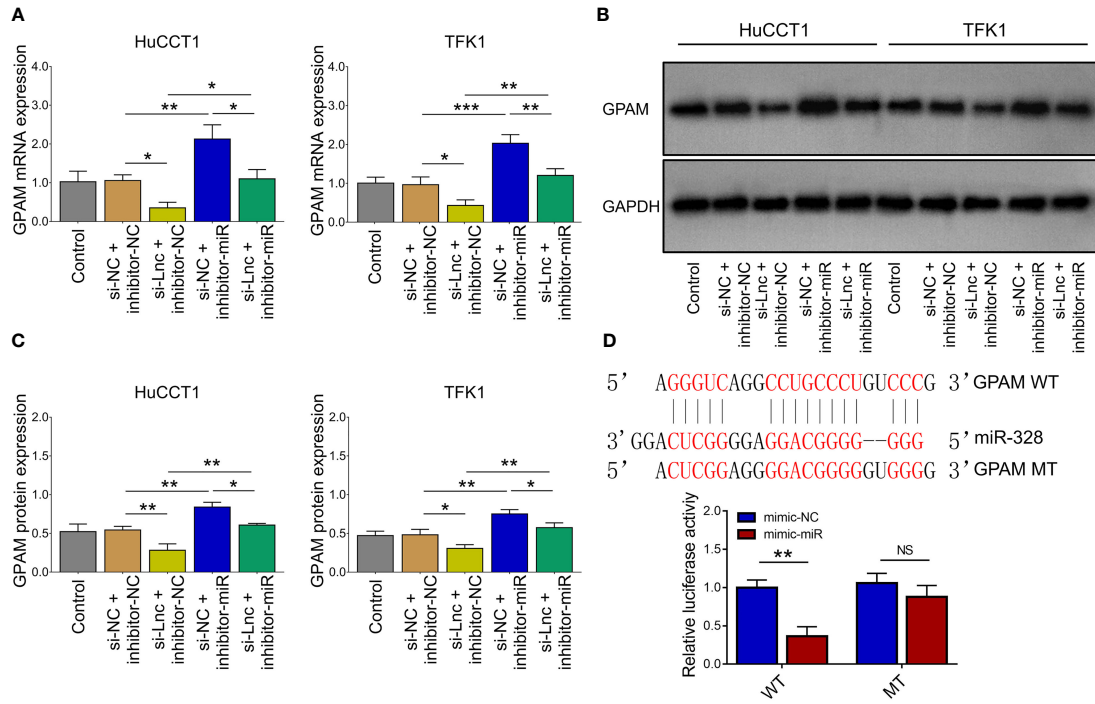 A
HuCCT1
GPAM mRNA expression
4.0
3.0
2.0
1.0
0.0
*
**
*
*
Control
si-NC +
inhibitor-NC
si-Lnc +
inhibitor-NC
si-NC +
inhibitor-miR
si-Lnc +
inhibitor-miR
TFK1
GPAM mRNA expression
4.0
3.0
2.0
1.0
0.0
**
***
**
*
Control
si-NC +
inhibitor-NC
si-Lnc +
inhibitor-NC
si-NC +
inhibitor-miR
si-Lnc +
inhibitor-miR
B
HuCCT1
TFK1
GPAM
GAPDH
Control
si-NC +
inhibitor-NC
si-Lnc +
inhibitor-NC
si-NC +
inhibitor-miR
si-Lnc +
inhibitor-miR
Control
si-NC +
inhibitor-NC
si-Lnc +
inhibitor-NC
si-NC +
inhibitor-miR
si-Lnc +
inhibitor-miR
C
HuCCT1
GPAM protein expression
2.0
1.5
1.0
0.5
0.0
**
**
*
**
Control
si-NC +
inhibitor-NC
si-Lnc +
inhibitor-NC
si-NC +
inhibitor-miR
si-Lnc +
inhibitor-miR
TFK1
GPAM protein expression
2.0
1.5
1.0
0.5
0.0
**
**
*
*
Control
si-NC +
inhibitor-NC
si-Lnc +
inhibitor-NC
si-NC +
inhibitor-miR
si-Lnc +
inhibitor-miR
D
5' AGGGUCAGGCCUGCCCUGUCCCG 3' GPAM WT
3' GGACUCGGGGAGGACGGGG--GGG 5' miR-328
5' ACUCGGAGGGGACGGGGGUGGGG 3' GPAM MT
Relative luciferase activiy
2.0
1.5
1.0
0.5
0.0
mimic-NC
mimic-miR
**
NS
WT
MT